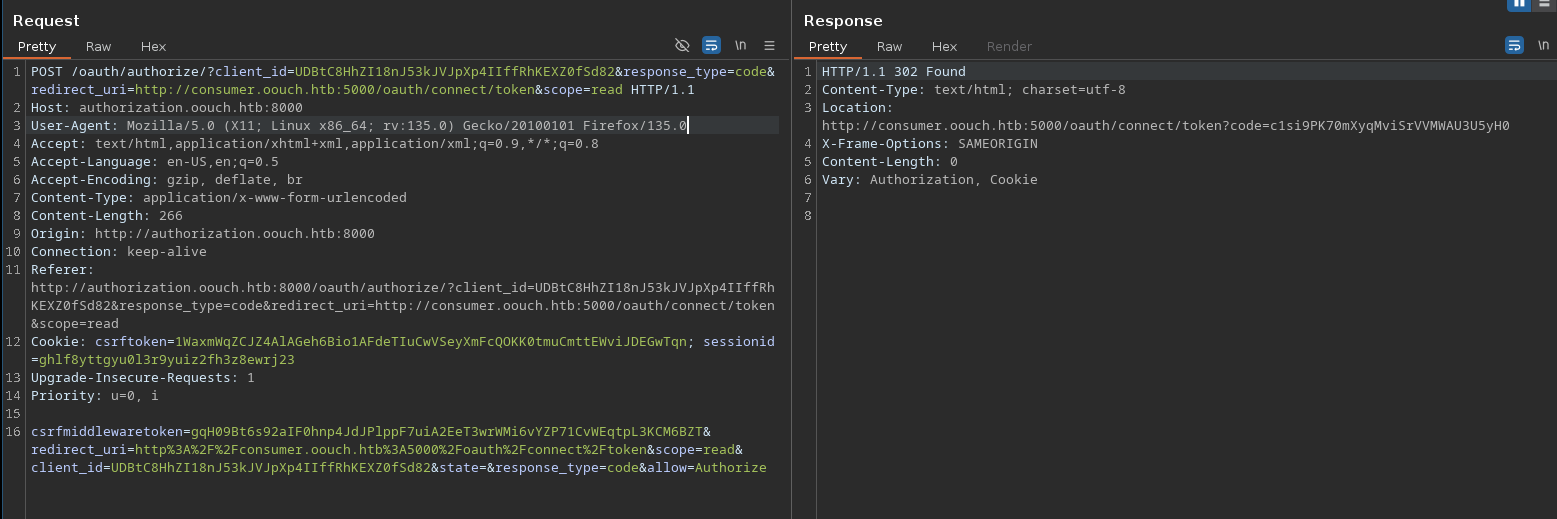 Request
Pretty Raw Hex \n
1 POST /oauth/authorize/?client_id=UDBtC8HhZI18nJ53kJVJpXp4IIffRhKEXZ0fSd82&response_type=code&
redirect_uri=http://consumer.oouch.htb:5000/oauth/connect/token&scope=read HTTP/1.1
2 Host: authorization.oouch.htb:8000
3 User-Agent: Mozilla/5.0 (X11; Linux x86_64; rv:135.0) Gecko/20100101 Firefox/135.0
4 Accept: text/html,application/xhtml+xml,application/xml;q=0.9,*/*;q=0.8
5 Accept-Language: en-US,en;q=0.5
6 Accept-Encoding: gzip, deflate, br
7 Content-Type: application/x-www-form-urlencoded
8 Content-Length: 266
9 Origin: http://authorization.oouch.htb:8000
10 Connection: keep-alive
11 Referer:
http://authorization.oouch.htb:8000/oauth/authorize/?client_id=UDBtC8HhZI18nJ53kJVJpXp4IIffRh
KEXZ0fSd82&response_type=code&redirect_uri=http://consumer.oouch.htb:5000/oauth/connect/token
&scope=read
12 Cookie: csrftoken=1WaxmWqZCJZ4AlAGeh6Bio1AFdeTIuCwVSeyXmFcQOKK0tmuCmttEWviJDEGwTqn; sessionid
=ghlf8yttgyu0l3r9yuiz2fh3z8ewrj23
13 Upgrade-Insecure-Requests: 1
14 Priority: u=0, i
15
16 csrfmiddlewaretoken=gqH09Bt6s92aIF0hnp4JdJPlppF7uiA2EeT3wrWMi6vYZP71CvWEqtpL3KCM6BZT&
redirect_uri=http%3A%2F%2Fconsumer.oouch.htb%3A5000%2Foauth%2Fconnect%2Ftoken&scope=read&
client_id=UDBtC8HhZI18nJ53kJVJpXp4IIffRhKEXZ0fSd82&state=&response_type=code&allow=Authorize
Response
Pretty Raw Hex Render \n
1 HTTP/1.1 302 Found
2 Content-Type: text/html; charset=utf-8
3 Location:
http://consumer.oouch.htb:5000/oauth/connect/token?code=c1si9PK70mXyqMviSrVVMWAU3U5yH0
4 X-Frame-Options: SAMEORIGIN
5 Content-Length: 0
6 Vary: Authorization, Cookie
7
8